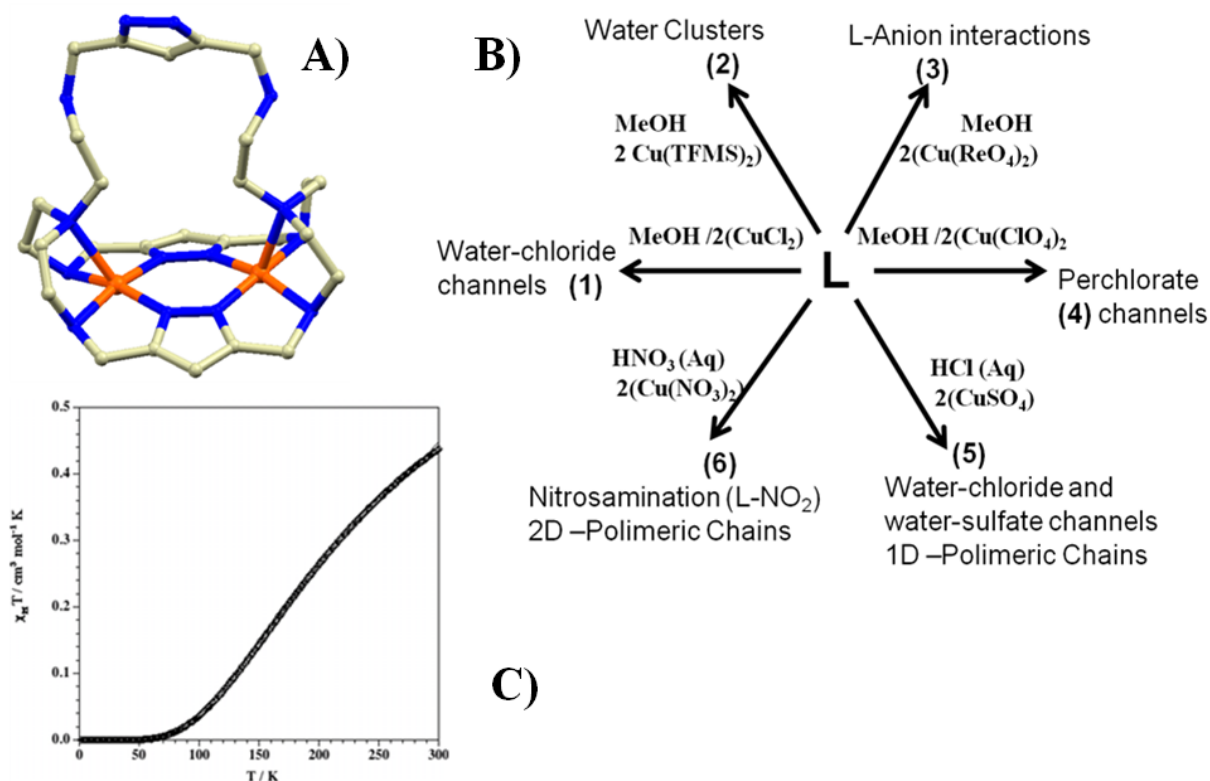 A)
B)
Water Clusters
(2)
L-Anion interactions
(3)
MeOH
2 Cu(TFMS)₂)
MeOH
2(Cu(ReO₄)₂)
Water-chloride
channels (1)
MeOH /2(CuCl₂)
L
MeOH /2(Cu(ClO₄)₂
Perchlorate
(4) channels
HNO₃ (Aq)
2(Cu(NO₃)₂)
HCl (Aq)
2(CuSO₄)
(6)
Nitrosamination (L-NO₂)
2D –Polimeric Chains
(5)
Water-chloride and
water-sulfate channels
1D –Polimeric Chains
C)
χ_M T / cm³ mol⁻¹ K
0.5
0.4
0.3
0.2
0.1
0.0
0 50 100 150 200 250 300
T / K